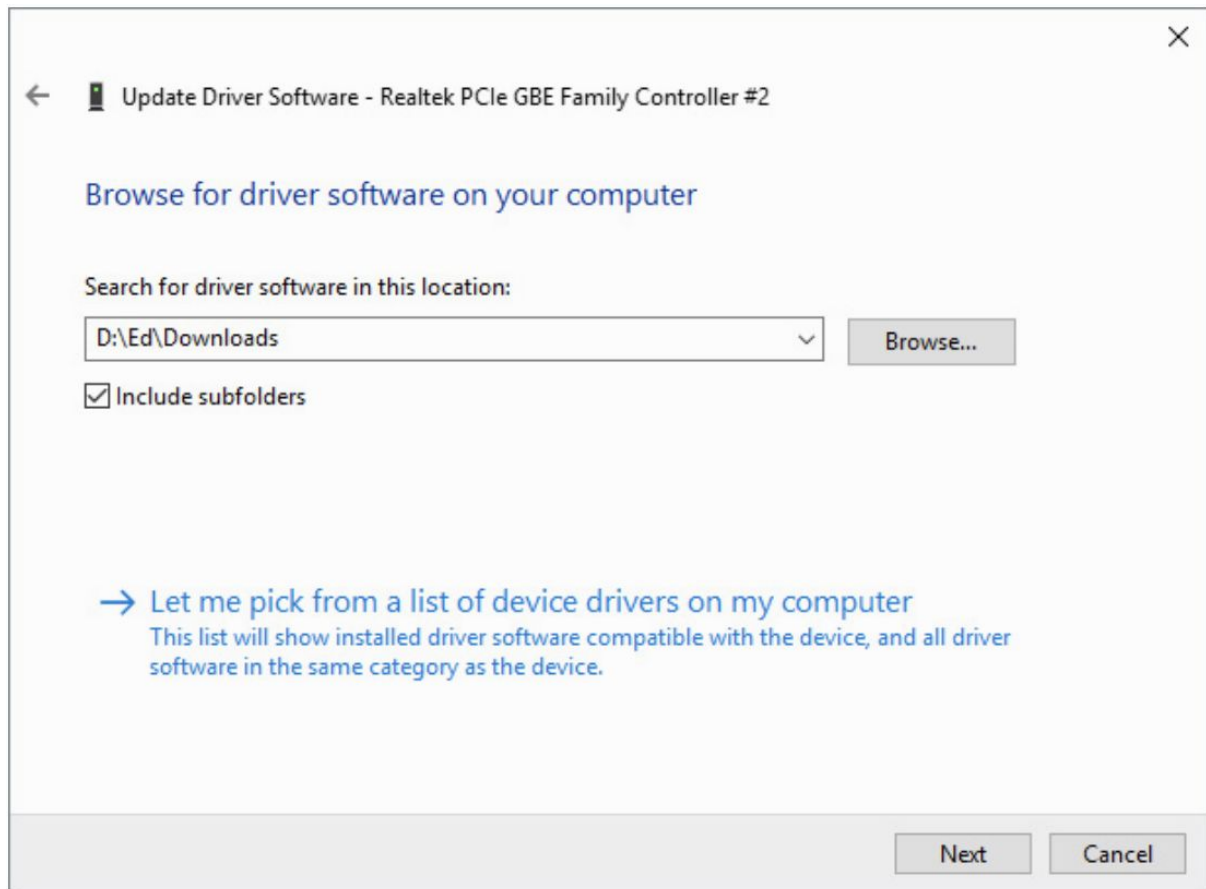 Update Driver Software - Realtek PCIe GBE Family Controller #2
Browse for driver software on your computer
Search for driver software in this location:
D:\Ed\Downloads
Browse...
Include subfolders
Let me pick from a list of device drivers on my computer
This list will show installed driver software compatible with the device, and all driver
software in the same category as the device.
Next
Cancel